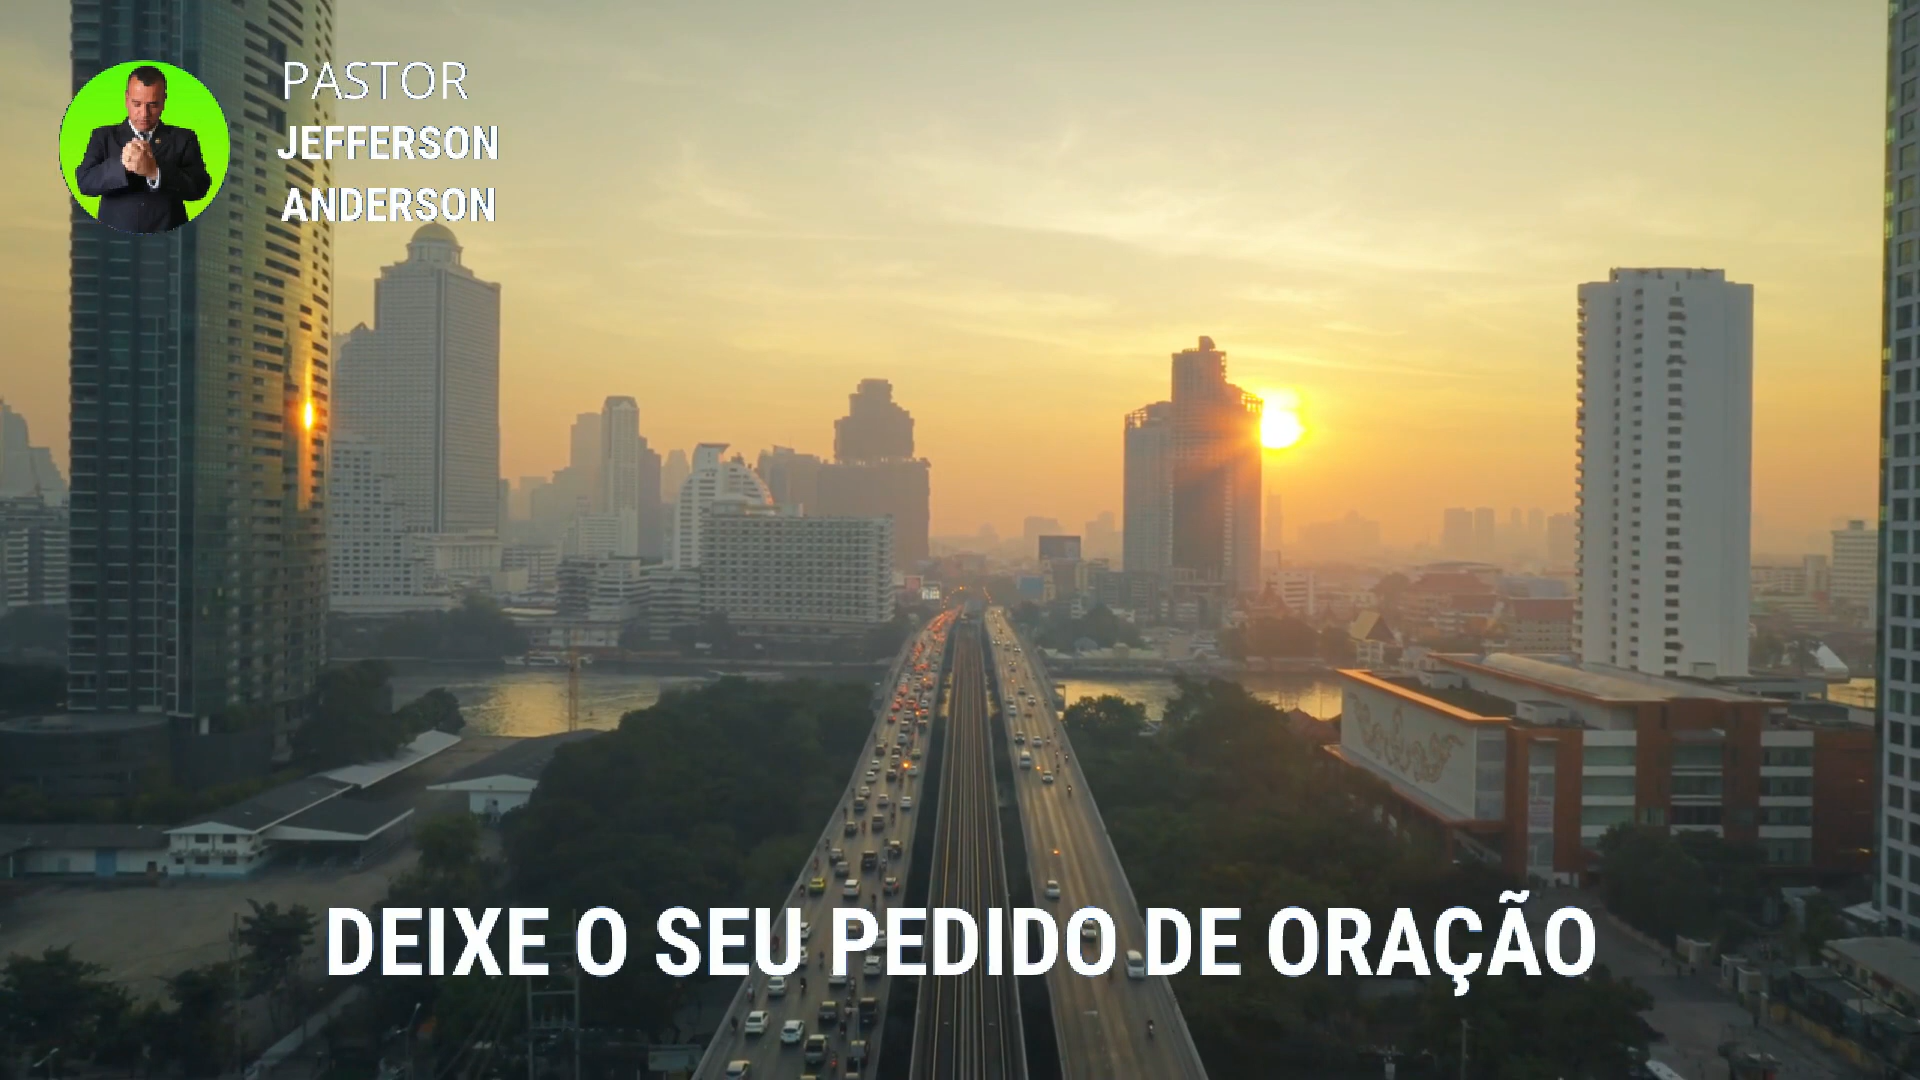 PASTOR
JEFFERSON
ANDERSON
DEIXE O SEU PEDIDO DE ORAÇÃO